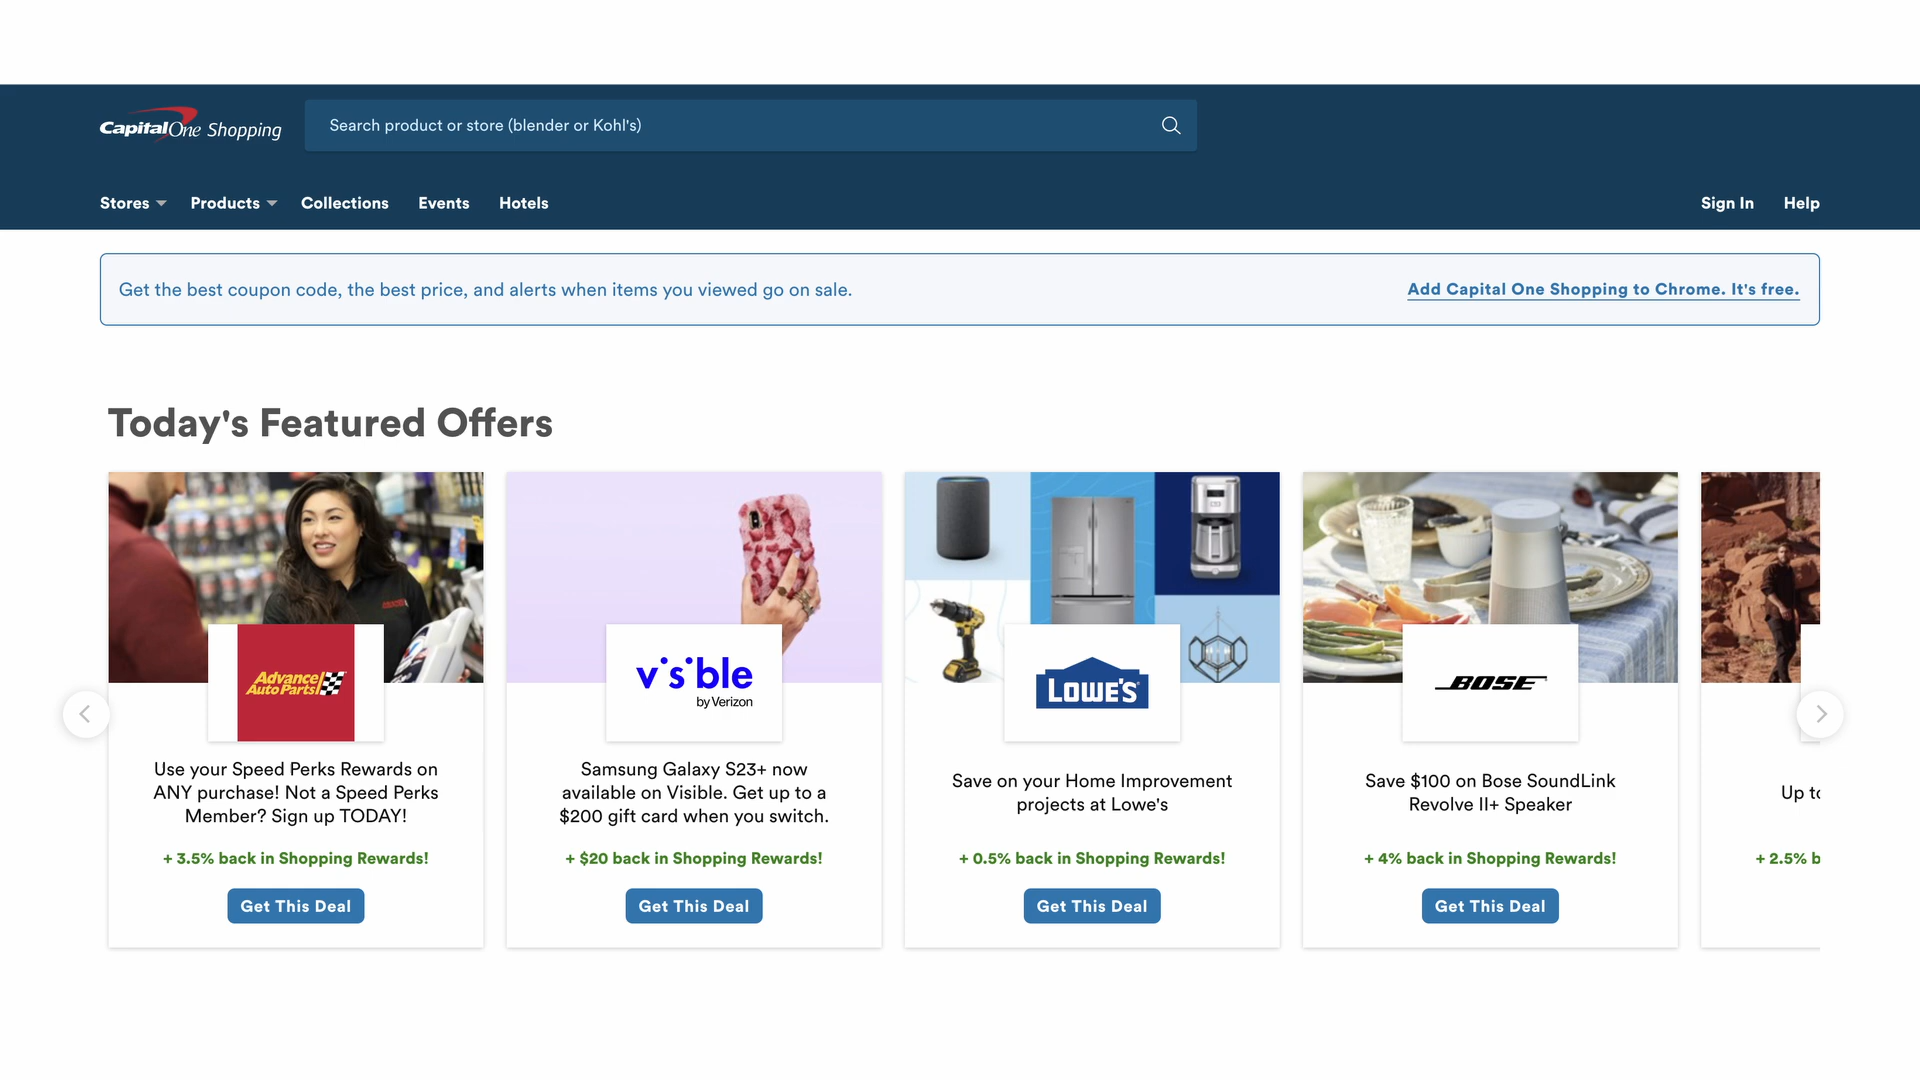 CapitalOne Shopping
Search product or store (blender or Kohl's)
Stores
Products
Collections
Events
Hotels
Sign In
Help
Get the best coupon code, the best price, and alerts when items you viewed go on sale.
Add Capital One Shopping to Chrome. It's free.
Today's Featured Offers
Advance
Auto Parts
Use your Speed Perks Rewards on
ANY purchase! Not a Speed Perks
Member? Sign up TODAY!
+ 3.5% back in Shopping Rewards!
Get This Deal
visible
by Verizon
Samsung Galaxy S23+ now
available on Visible. Get up to a
$200 gift card when you switch.
+ $20 back in Shopping Rewards!
Get This Deal
LOWE'S
Save on your Home Improvement
projects at Lowe's
+ 0.5% back in Shopping Rewards!
Get This Deal
BOSE
Save $100 on Bose SoundLink
Revolve II+ Speaker
+ 4% back in Shopping Rewards!
Get This Deal
Up to
+ 2.5% b